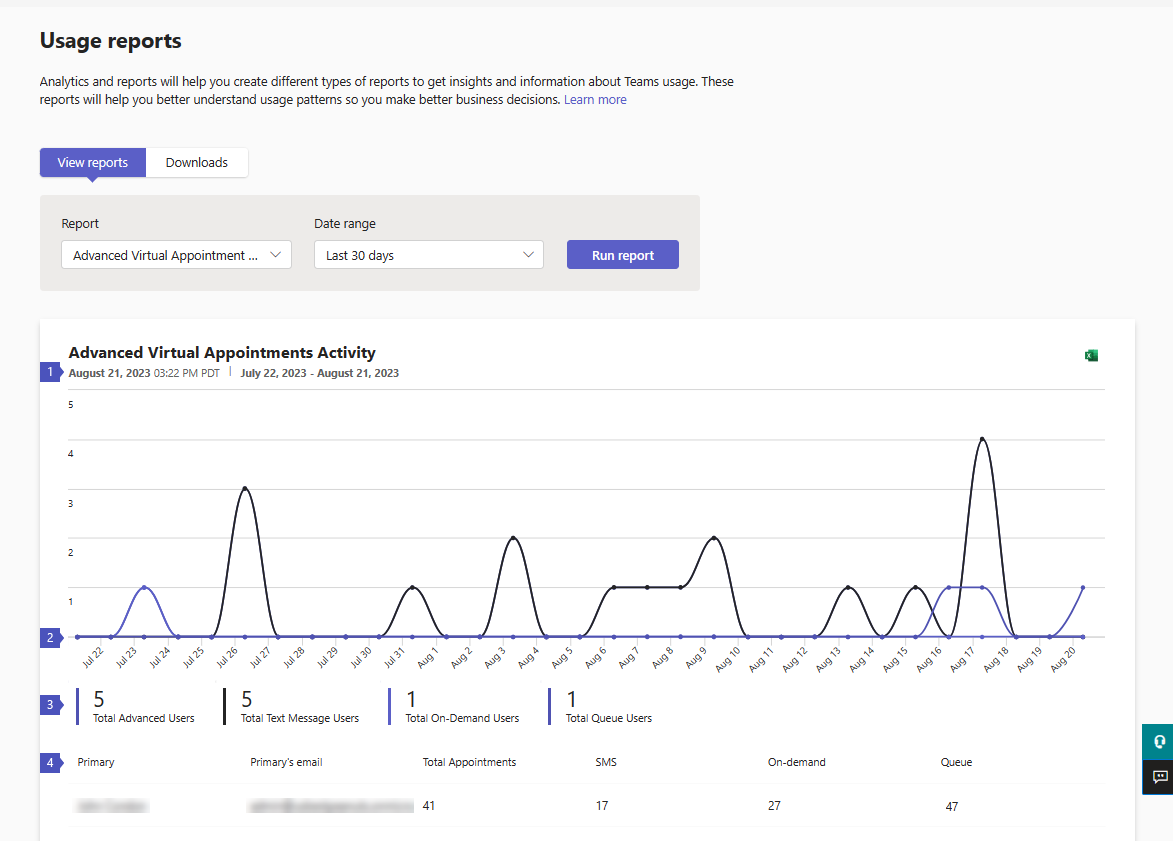 Usage reports
Analytics and reports will help you create different types of reports to get insights and information about Teams usage. These
reports will help you better understand usage patterns so you make better business decisions. Learn more
View reports
Downloads
Report
Date range
Advanced Virtual Appointment ...
Last 30 days
Run report
Advanced Virtual Appointments Activity
1
August 21, 2023 03:22 PM PDT | July 22, 2023 - August 21, 2023
5
4
3
2
1
2
Jul 22
Jul 23
Jul 24
Jul 25
Jul 26
Jul 27
Jul 28
Jul 29
Jul 30
Jul 31
Aug 1
Aug 2
Aug 3
Aug 4
Aug 5
Aug 6
Aug 7
Aug 8
Aug 9
Aug 10
Aug 11
Aug 12
Aug 13
Aug 14
Aug 15
Aug 16
Aug 17
Aug 18
Aug 19
Aug 20
3
5
Total Advanced Users
5
Total Text Message Users
1
Total On-Demand Users
1
Total Queue Users
4
Primary
Primary's email
Total Appointments
SMS
On-demand
Queue
41
17
27
47